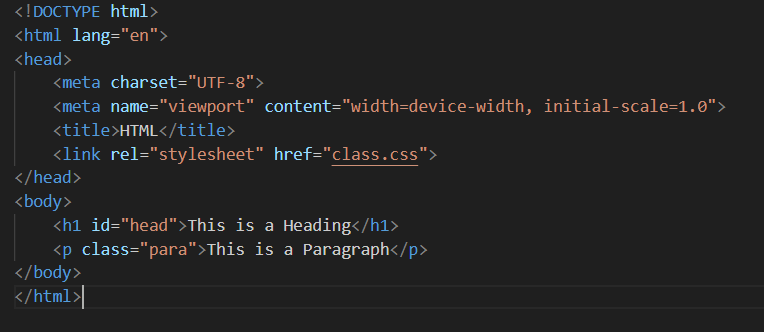 <!DOCTYPE html>
<html lang="en">
<head>
    <meta charset="UTF-8">
    <meta name="viewport" content="width=device-width, initial-scale=1.0">
    <title>HTML</title>
    <link rel="stylesheet" href="class.css">
</head>
<body>
    <h1 id="head">This is a Heading</h1>
    <p class="para">This is a Paragraph</p>
</body>
</html>